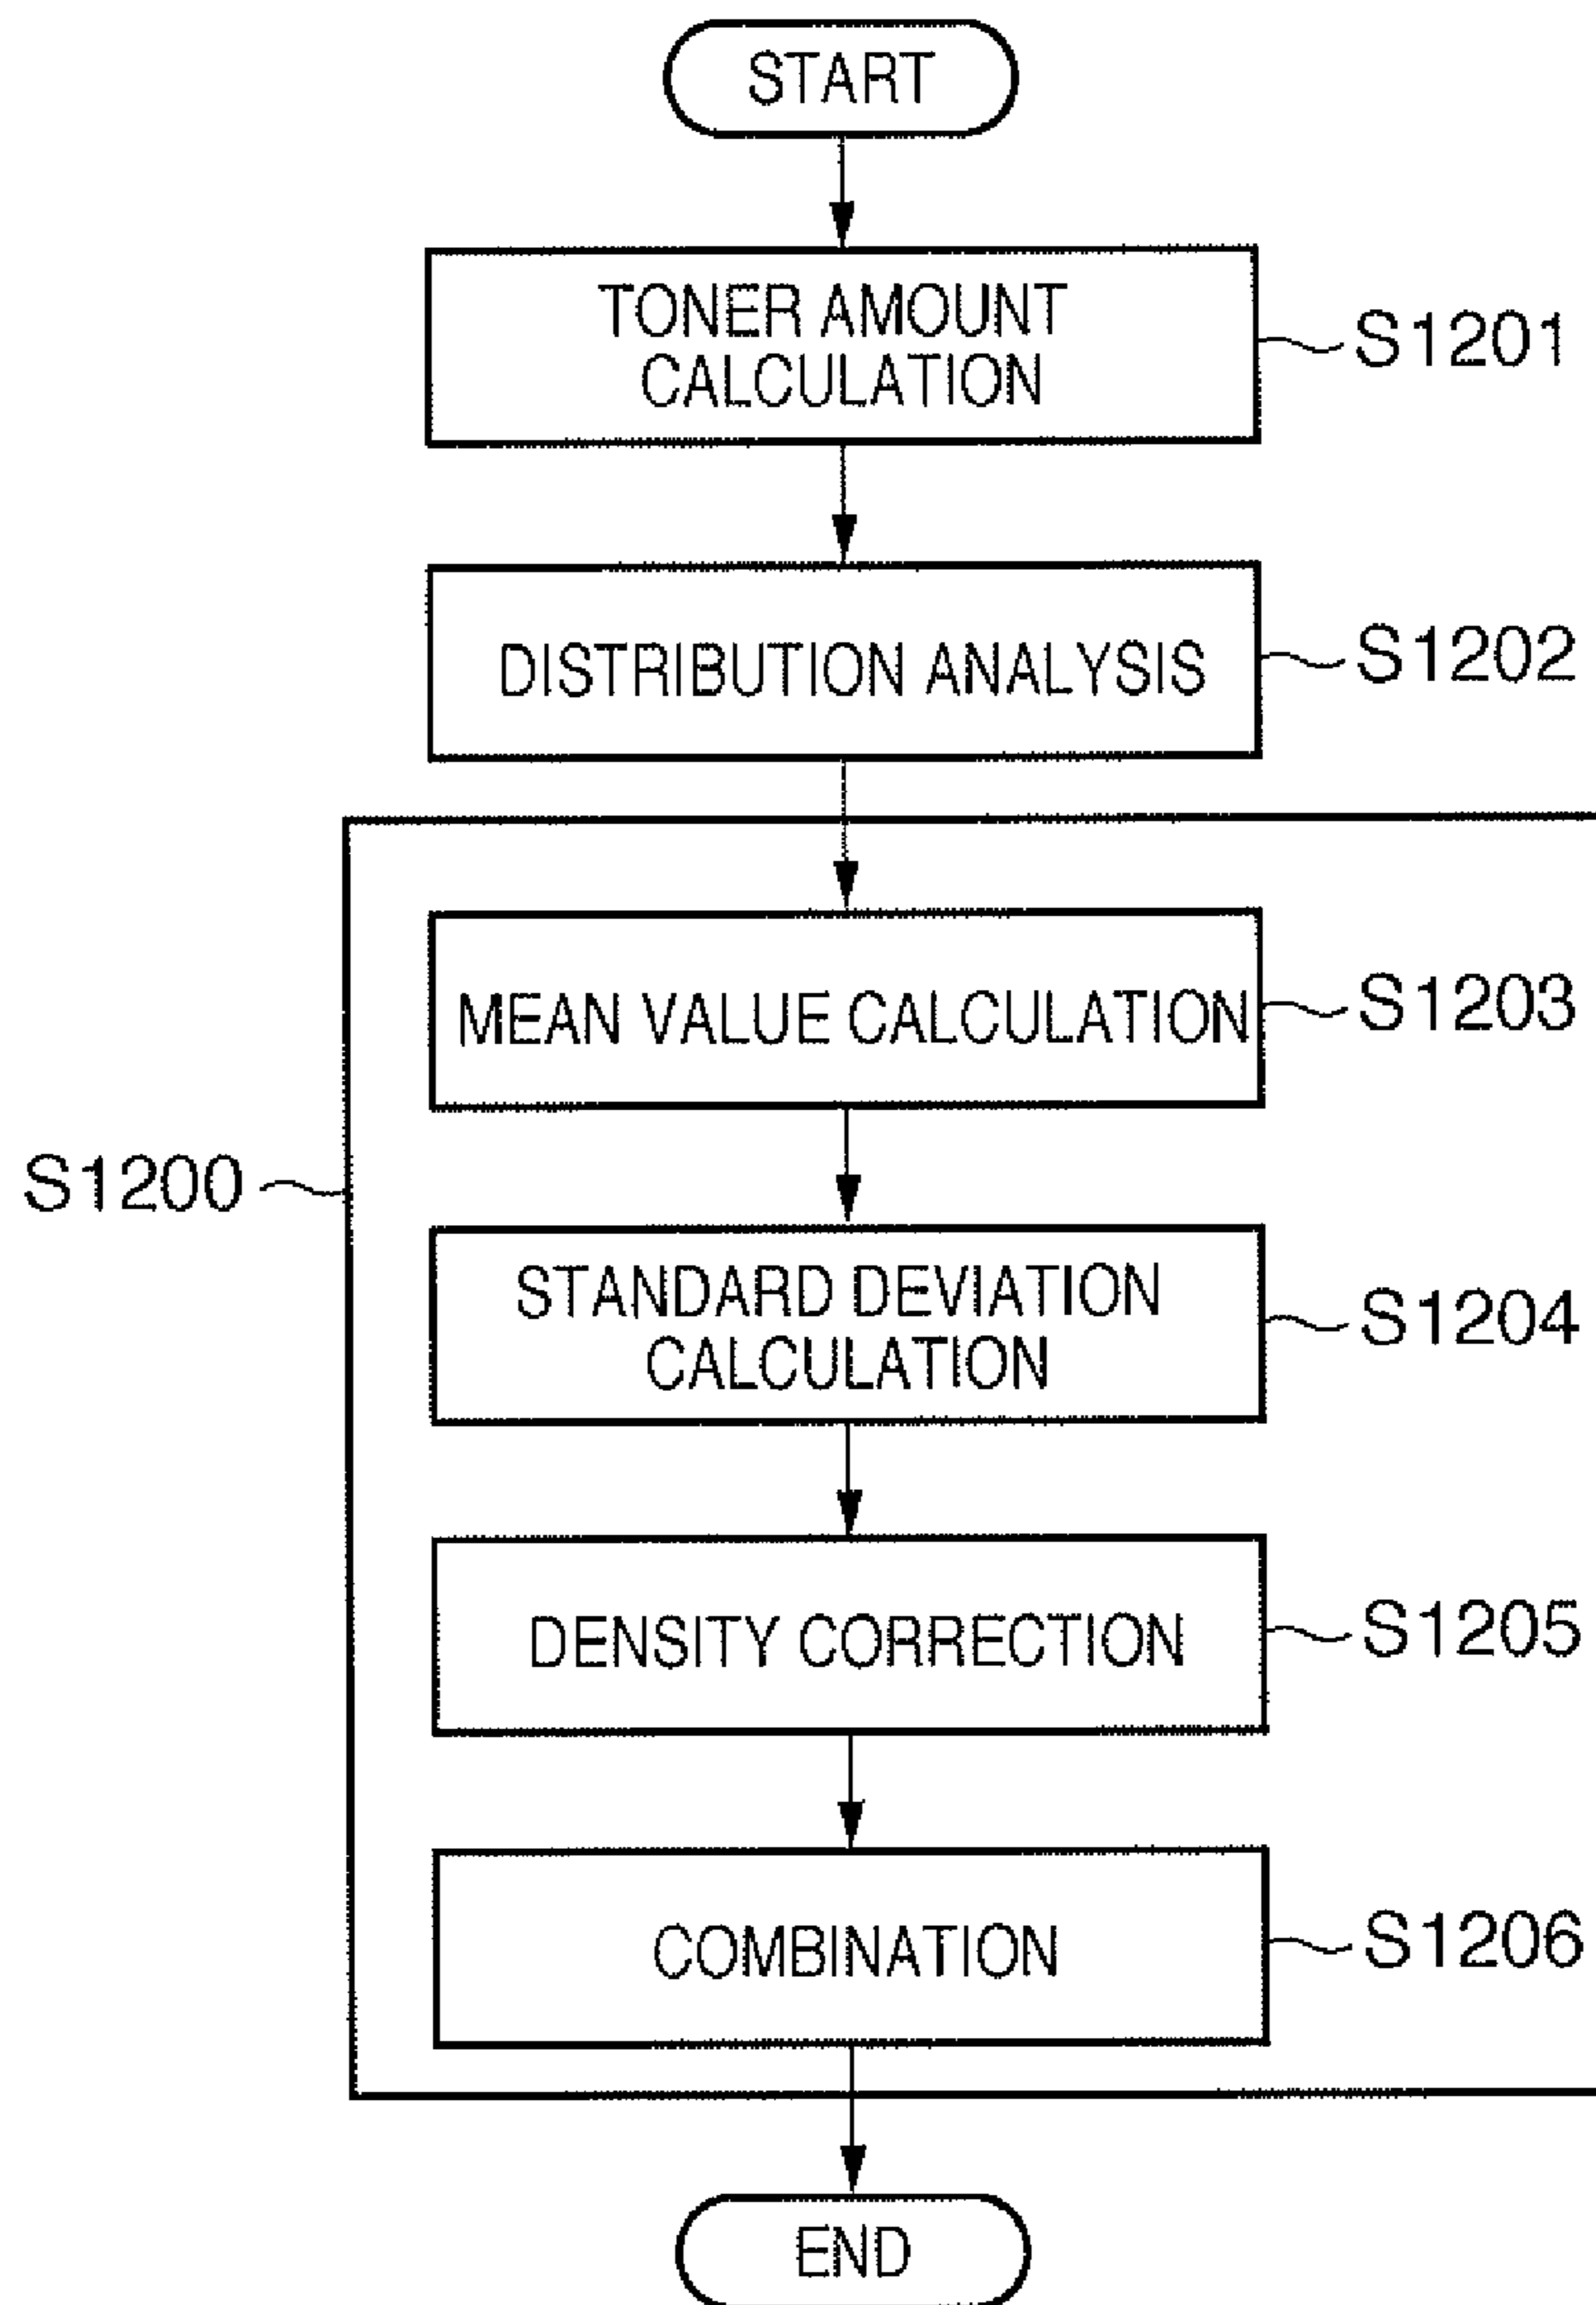 START
TONER AMOUNT
CALCULATION
S1201
DISTRIBUTION ANALYSIS
S1202
MEAN VALUE CALCULATION
S1203
S1200
STANDARD DEVIATION
CALCULATION
S1204
DENSITY CORRECTION
S1205
COMBINATION
S1206
END